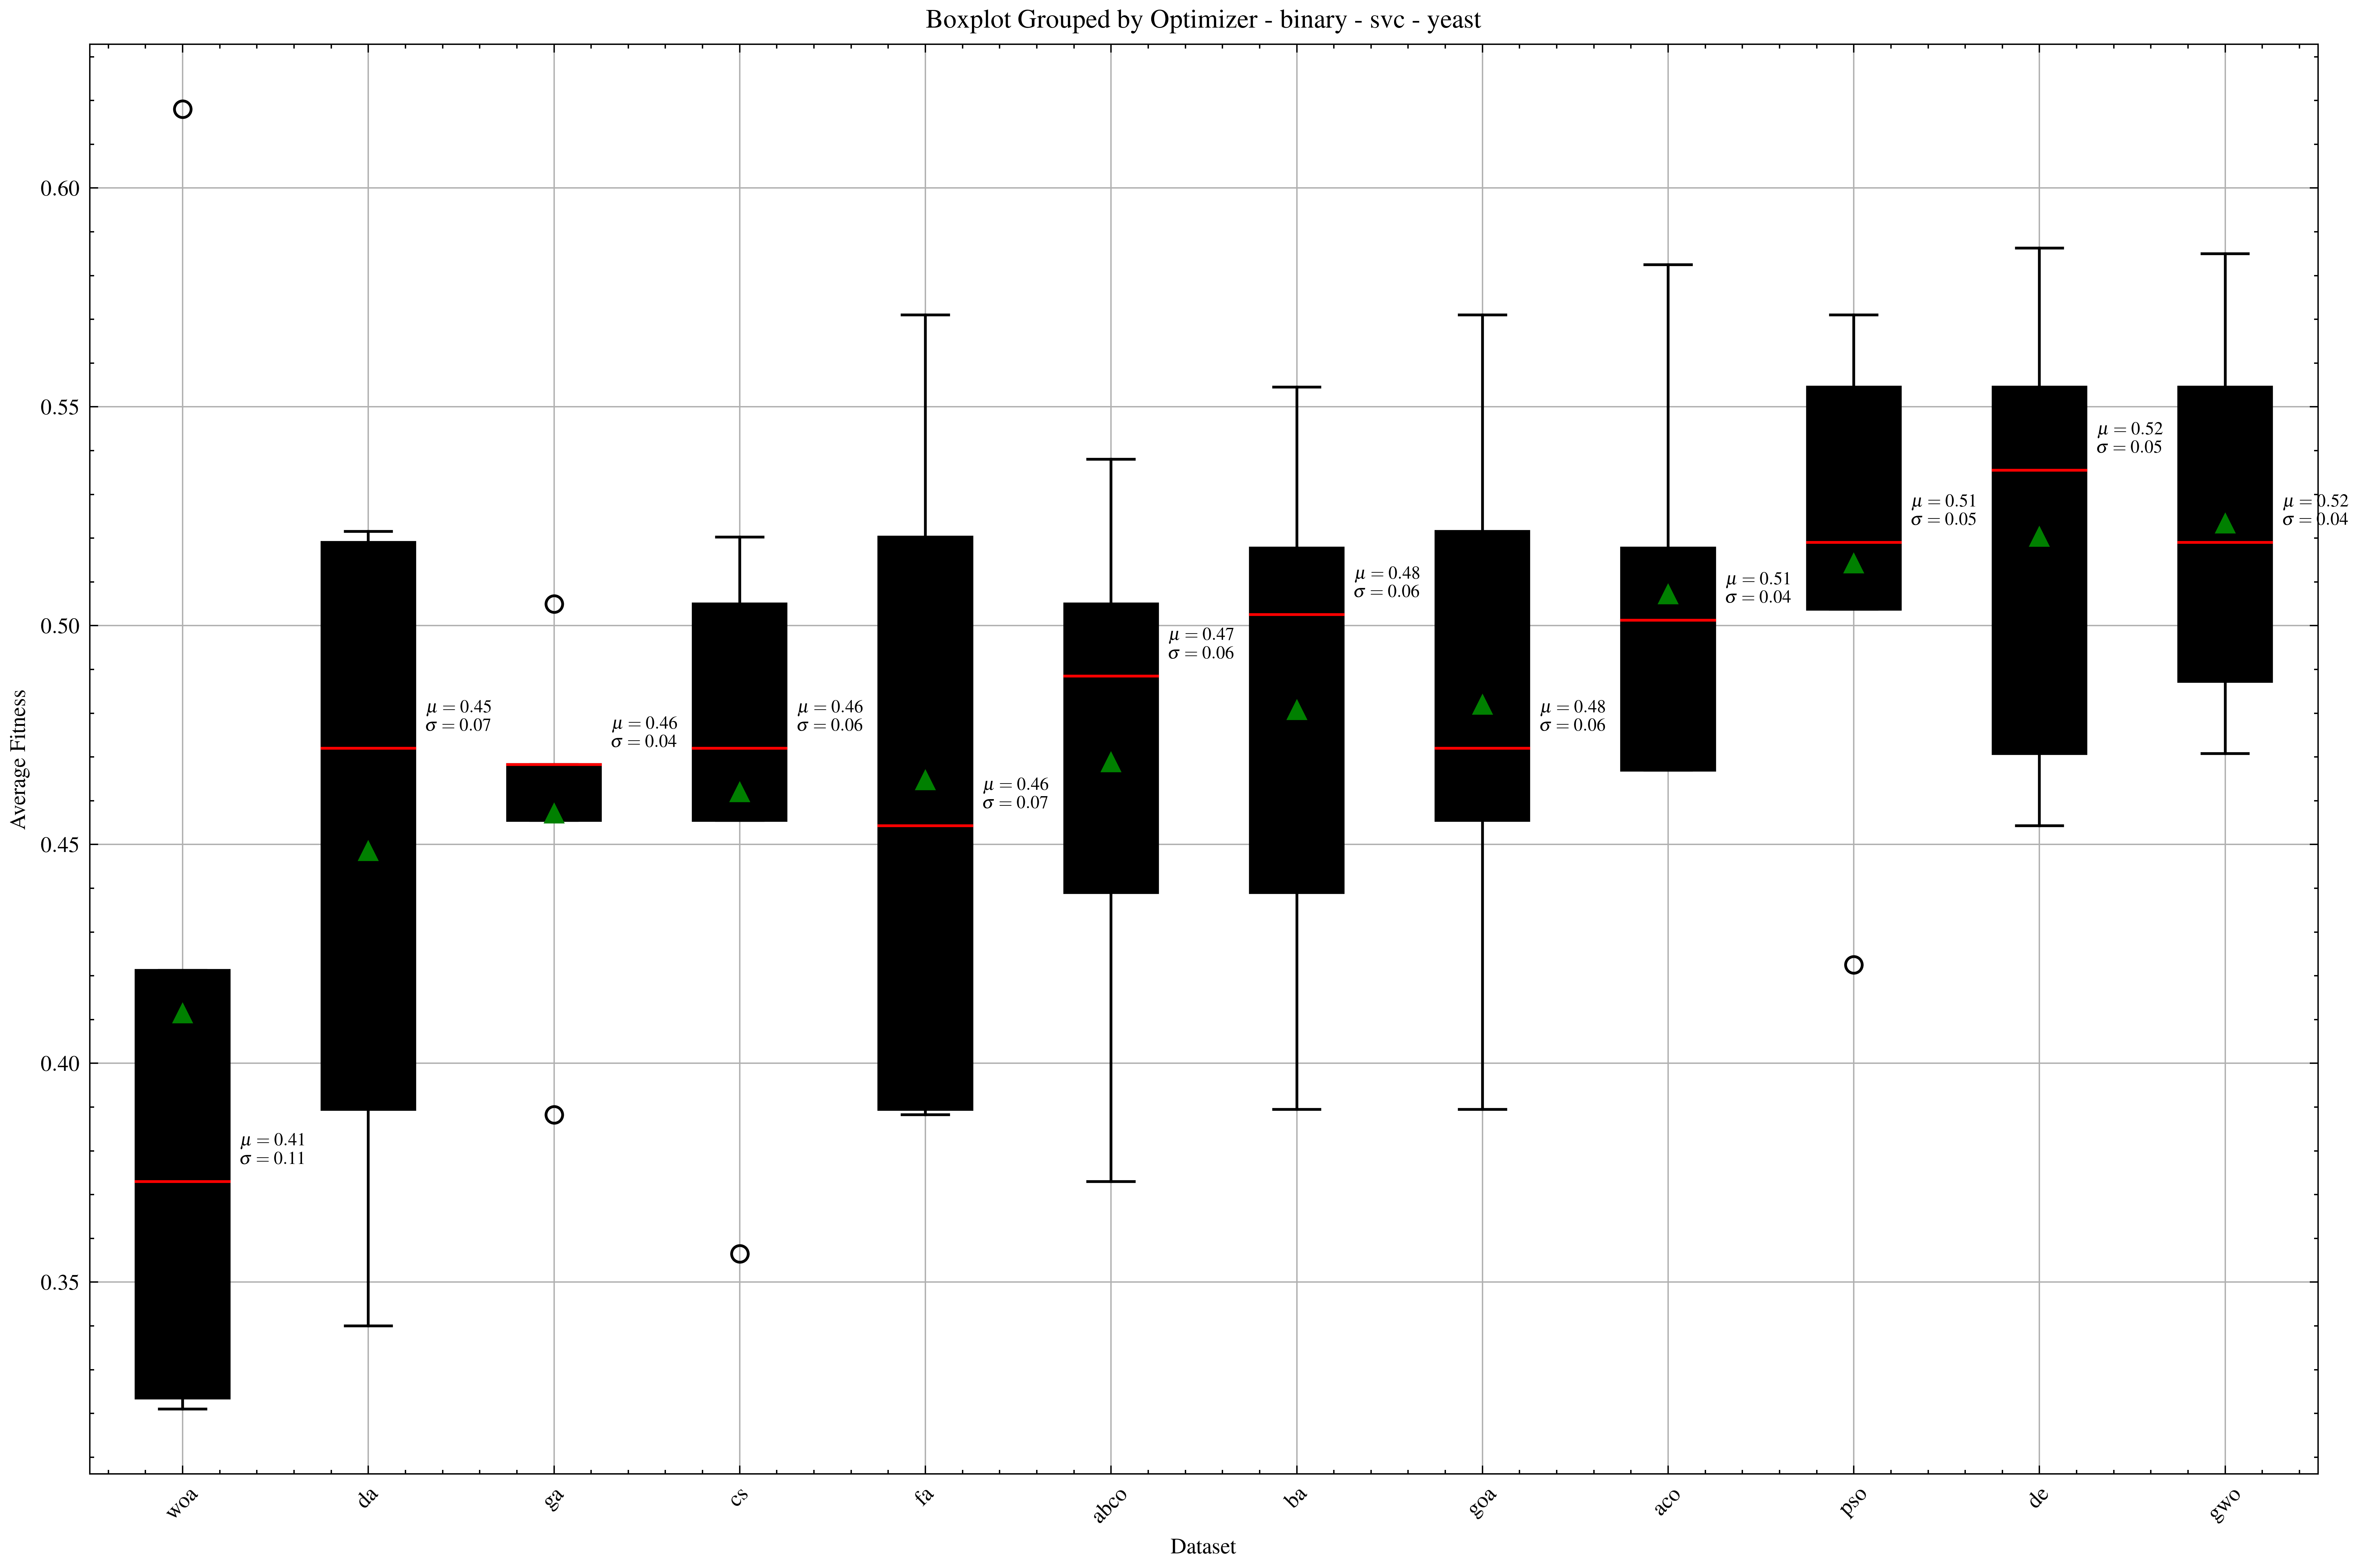 Boxplot Grouped by Optimizer - binary - svc - yeast
Average Fitness
0.60
0.55
0.50
0.45
0.40
0.35
μ = 0.41
σ = 0.11
μ = 0.45
σ = 0.07
μ = 0.46
σ = 0.04
μ = 0.46
σ = 0.06
μ = 0.46
σ = 0.07
μ = 0.47
σ = 0.06
μ = 0.48
σ = 0.06
μ = 0.48
σ = 0.06
μ = 0.51
σ = 0.04
μ = 0.51
σ = 0.05
μ = 0.52
σ = 0.05
μ = 0.52
σ = 0.04
woa
da
ga
cs
fa
abco
ba
goa
aco
pso
de
gwo
Dataset